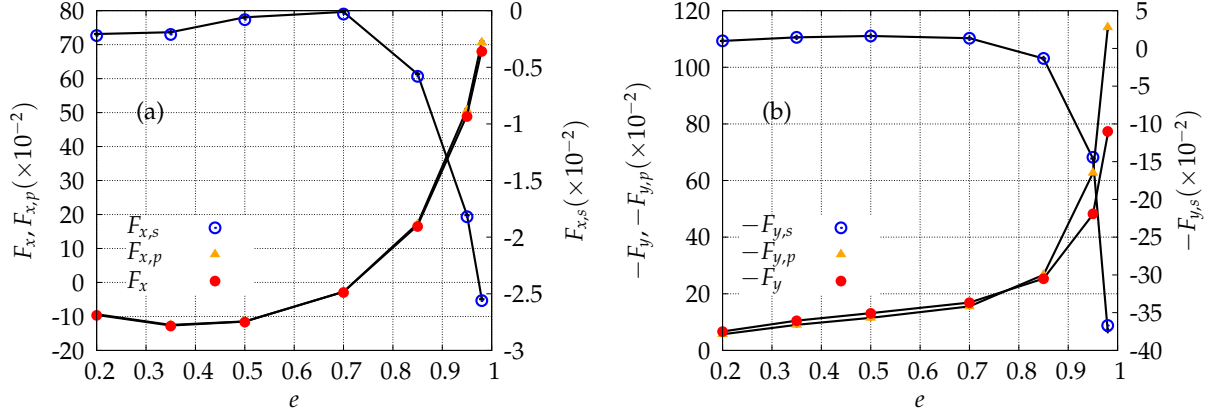 80
70
60
50
40
30
20
10
0
-10
-20
F_x, F_{x,p}(×10^{-2})
(a)
F_{x,s}
F_{x,p}
F_x
0.2 0.3 0.4 0.5 0.6 0.7 0.8 0.9 1
e
0
-0.5
-1
-1.5
-2
-2.5
-3
F_{x,s}(×10^{-2})
120
100
80
60
40
20
0
−F_y, −F_{y,p}(×10^{-2})
(b)
−F_{y,s}
−F_{y,p}
−F_y
0.2 0.3 0.4 0.5 0.6 0.7 0.8 0.9 1
e
5
0
-5
-10
-15
-20
-25
-30
-35
-40
−F_{y,s}(×10^{-2})